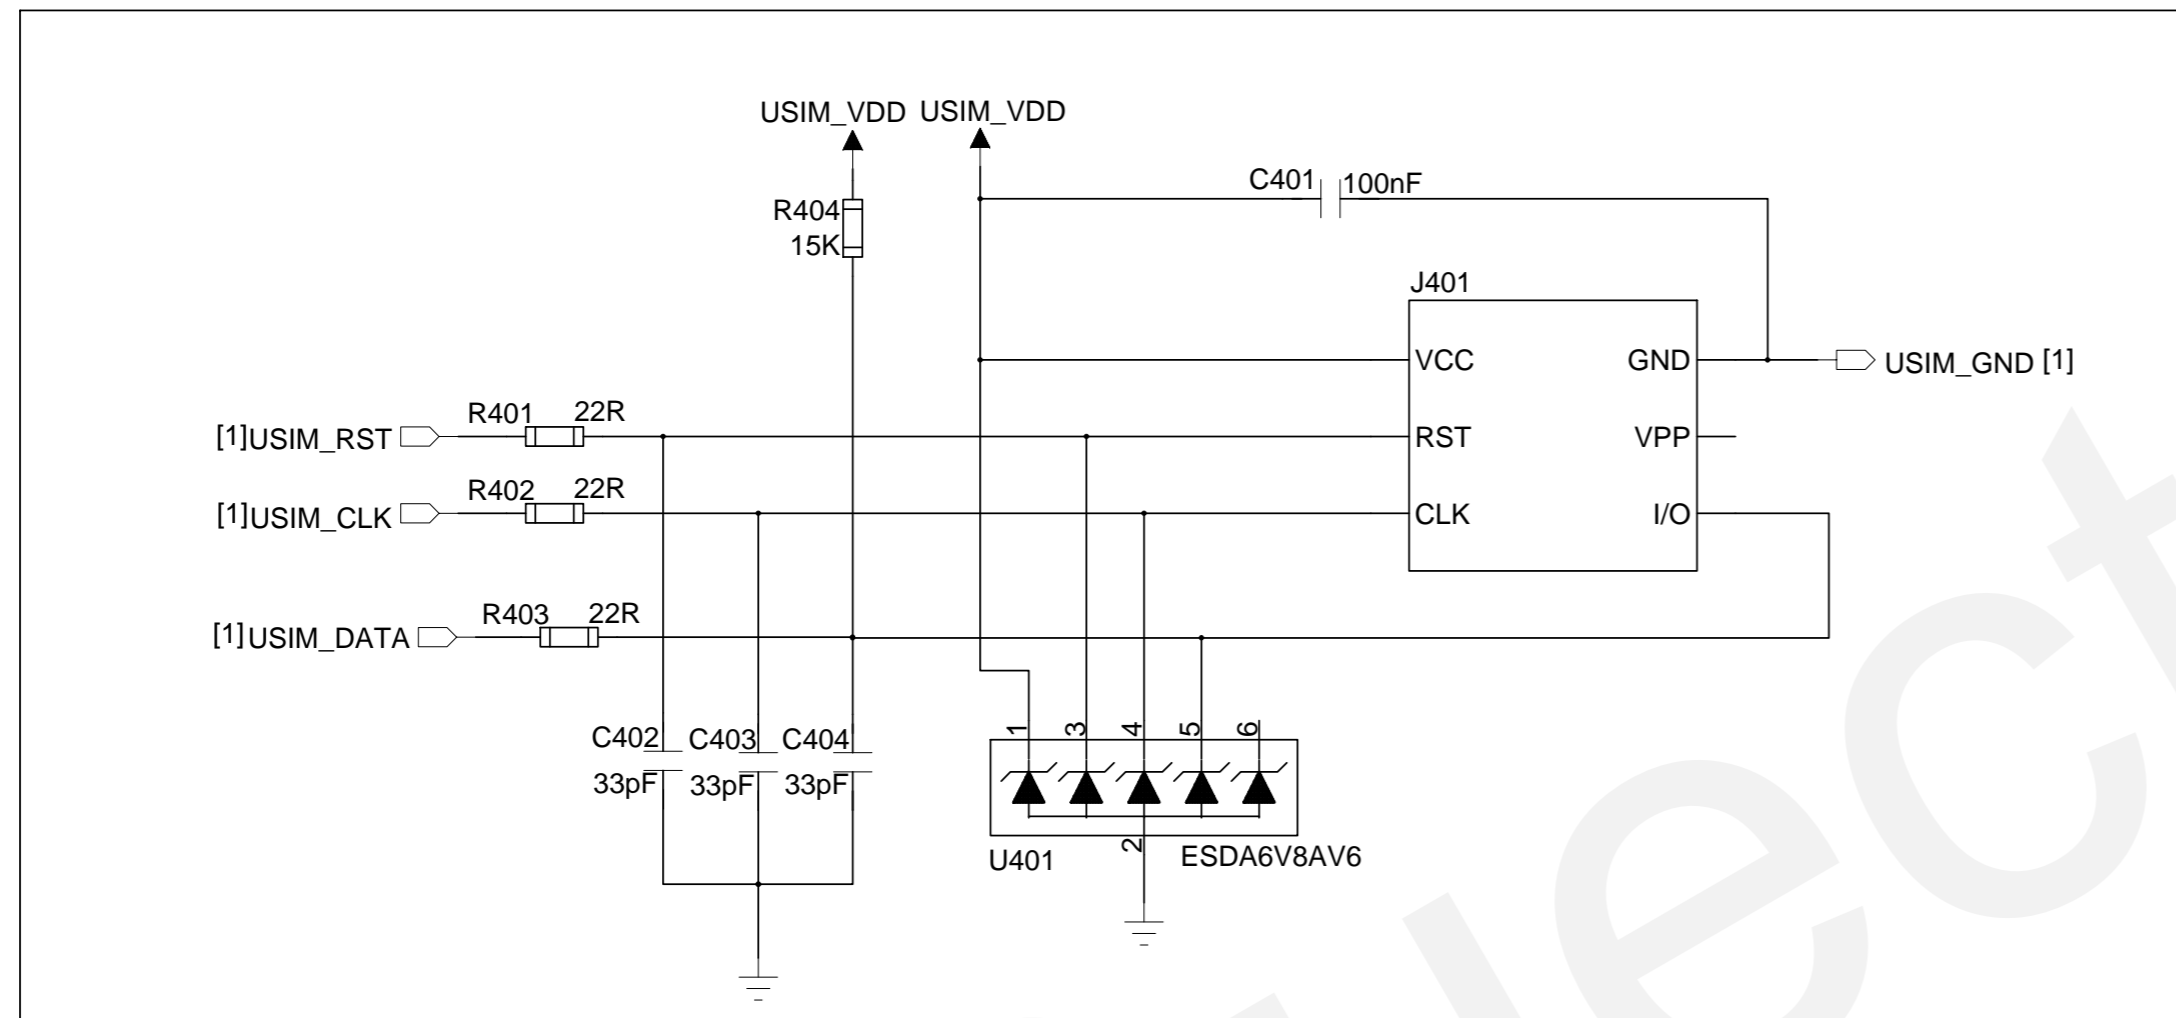 USIM_VDD USIM_VDD
C401 100nF
R404
15K
J401
VCC GND USIM_GND [1]
R401 22R
[1]USIM_RST RST VPP
R402 22R
[1]USIM_CLK CLK I/O
R403 22R
[1]USIM_DATA
1 3 4 5 6
C402 C403 C404
33pF 33pF 33pF
2
U401 ESDA6V8AV6
uect